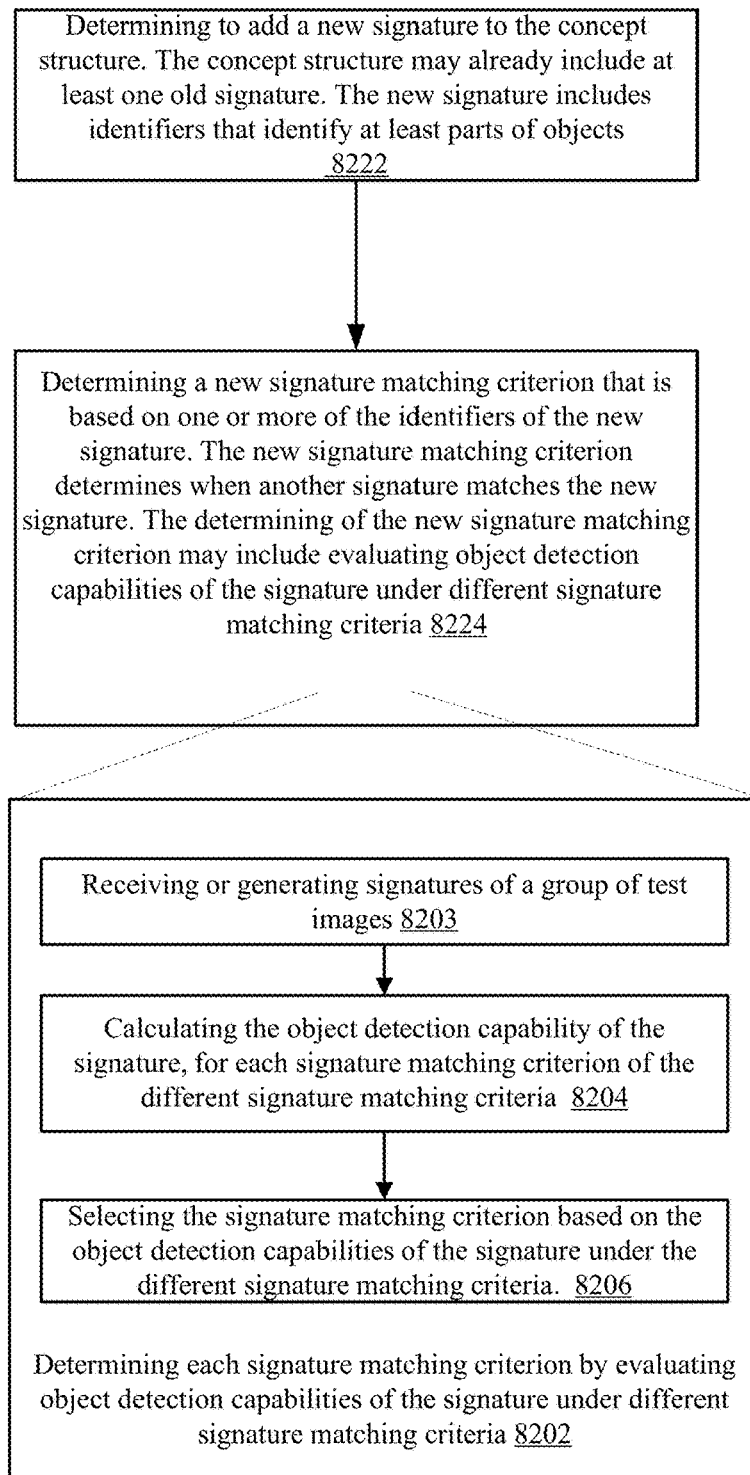 Determining to add a new signature to the concept
structure. The concept structure may already include at
least one old signature. The new signature includes
identifiers that identify at least parts of objects
8222
Determining a new signature matching criterion that is
based on one or more of the identifiers of the new
signature. The new signature matching criterion
determines when another signature matches the new
signature. The determining of the new signature matching
criterion may include evaluating object detection
capabilities of the signature under different signature
matching criteria 8224
Receiving or generating signatures of a group of test
images 8203
Calculating the object detection capability of the
signature, for each signature matching criterion of the
different signature matching criteria 8204
Selecting the signature matching criterion based on the
object detection capabilities of the signature under the
different signature matching criteria. 8206
Determining each signature matching criterion by evaluating
object detection capabilities of the signature under different
signature matching criteria 8202